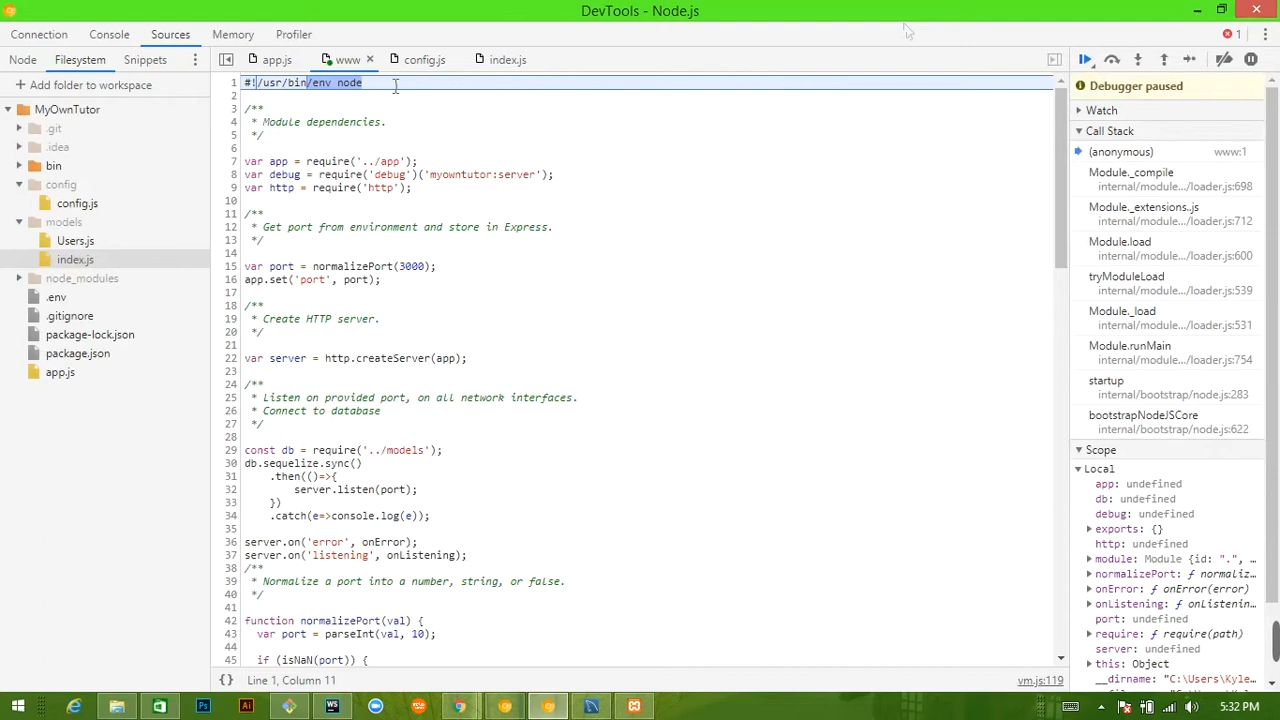 DevTools - Node.js
Connection Console Sources Memory Profiler
1
Node Filesystem Snippets
app.js www config.js index.js
Add folder to workspace
MyOwnTutor
.git
.idea
bin
config
config.js
models
Users.js
index.js
node_modules
.env
.gitignore
package-lock.json
package.json
app.js
1 #!/usr/bin/env node
2
3 /**
4 * Module dependencies.
5 */
6
7 var app = require('../app');
8 var debug = require('debug')('myowntutor:server');
9 var http = require('http');
10
11 /**
12 * Get port from environment and store in Express.
13 */
14
15 var port = normalizePort(3000);
16 app.set('port', port);
17
18 /**
19 * Create HTTP server.
20 */
21
22 var server = http.createServer(app);
23
24 /**
25 * Listen on provided port, on all network interfaces.
26 * Connect to database
27 */
28
29 const db = require('../models');
30 db.sequelize.sync()
31 .then(()=>{
32 server.listen(port);
33 })
34 .catch(e=>console.log(e));
35
36 server.on('error', onError);
37 server.on('listening', onListening);
38 /**
39 * Normalize a port into a number, string, or false.
40 */
41
42 function normalizePort(val) {
43 var port = parseInt(val, 10);
44
45 if (isNaN(port)) {
{} Line 1, Column 11 vm.js:119
Debugger paused
Watch
Call Stack
(anonymous) www:1
Module._compile
internal/module…/loader.js:698
Module._extensions..js
internal/module…/loader.js:712
Module.load
internal/module…/loader.js:600
tryModuleLoad
internal/module…/loader.js:539
Module._load
internal/module…/loader.js:531
Module.runMain
internal/module…/loader.js:754
startup
internal/bootstrap/node.js:283
bootstrapNodeJSCore
internal/bootstrap/node.js:622
Scope
Local
app: undefined
db: undefined
debug: undefined
exports: {}
http: undefined
module: Module {id: ".", …
normalizePort: ƒ normaliz…
onError: ƒ onError(error)
onListening: ƒ onListenin…
port: undefined
require: ƒ require(path)
server: undefined
this: Object
__dirname: "C:\Users\Kyle…
Ps Ai WS
5:32 PM